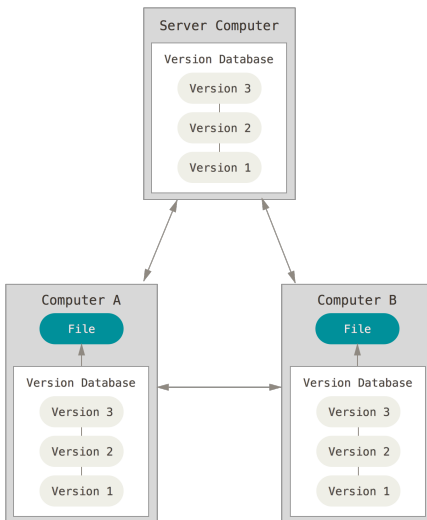 Server Computer
Version Database
Version 3
Version 2
Version 1
Computer A
File
Version Database
Version 3
Version 2
Version 1
Computer B
File
Version Database
Version 3
Version 2
Version 1